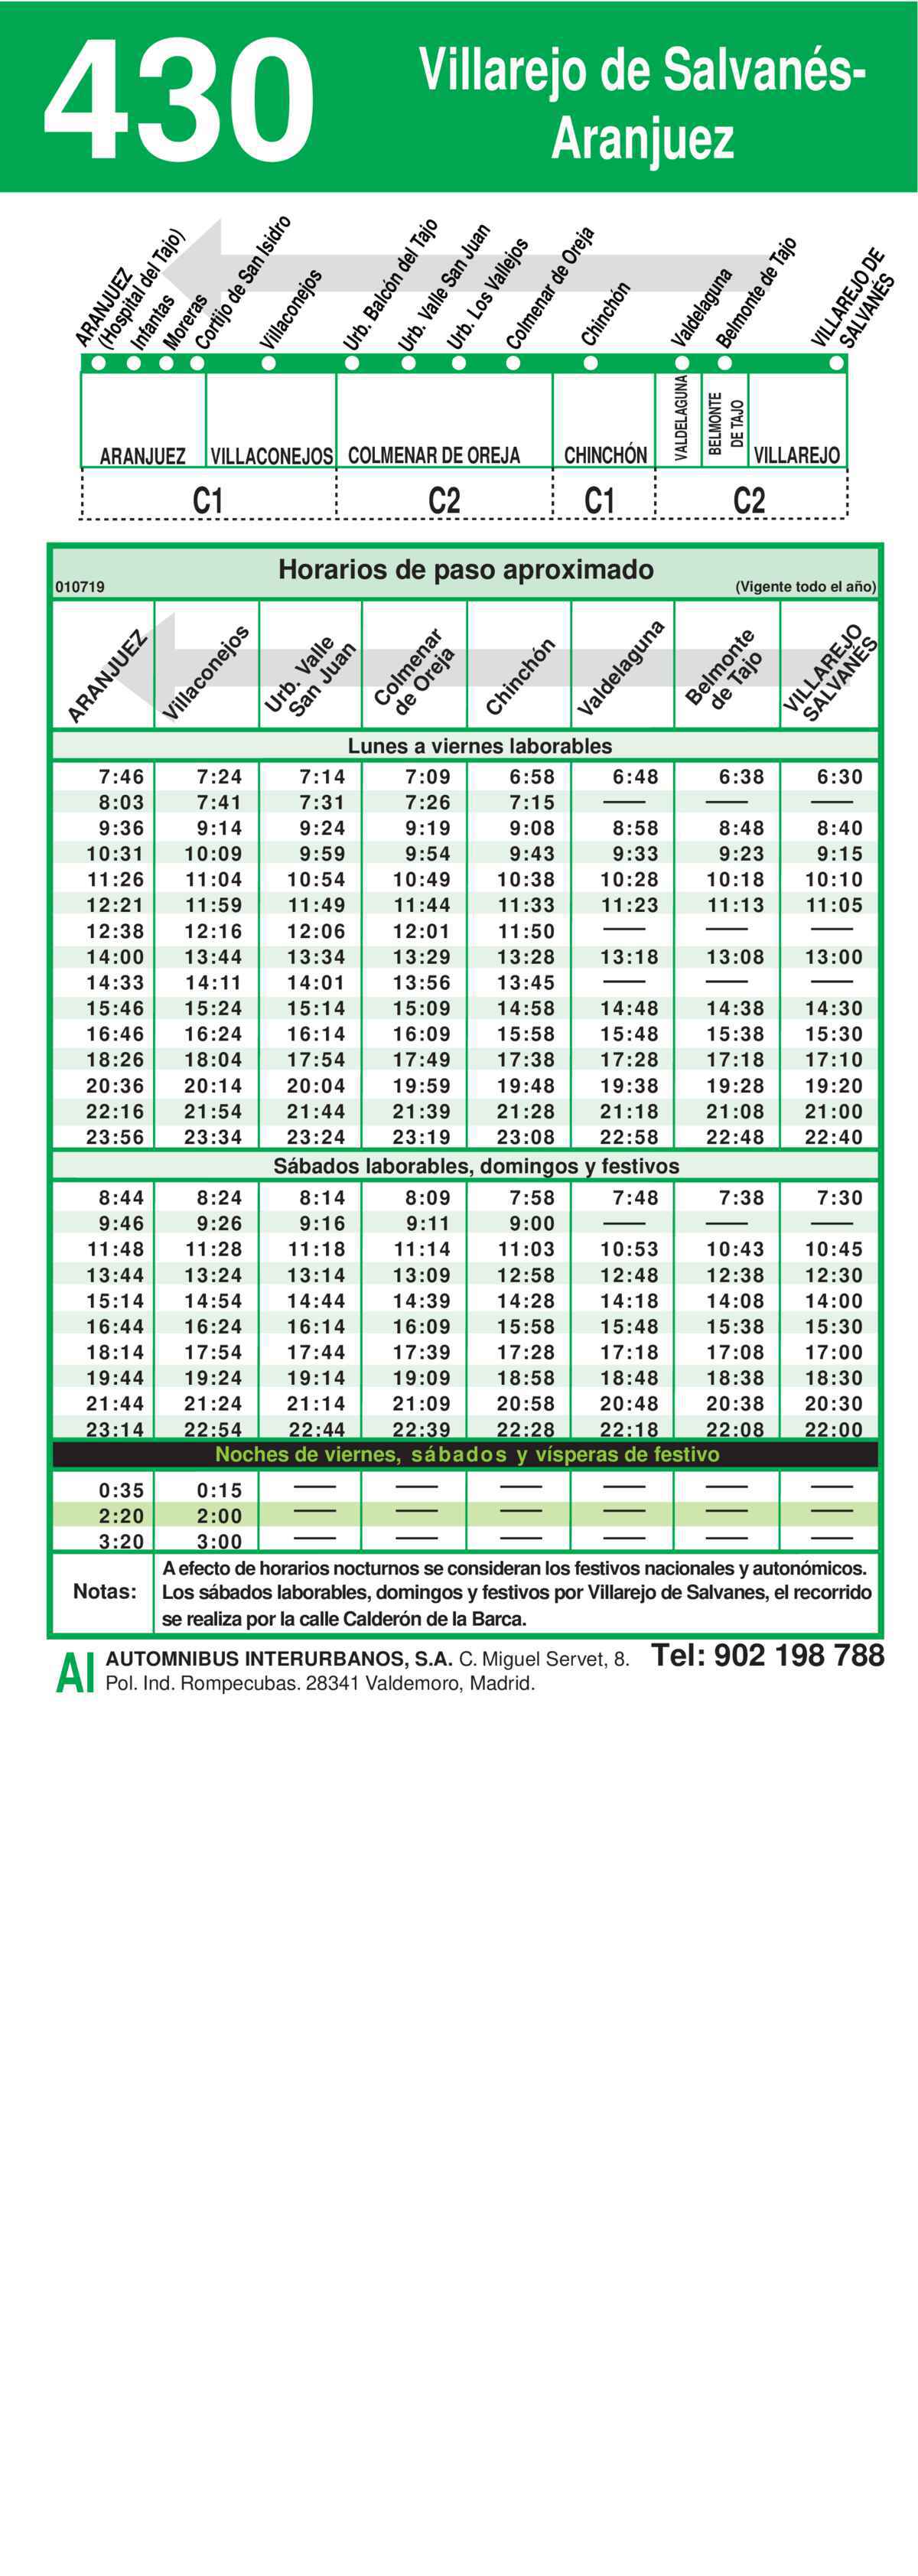 430
Villarejo de Salvanés-
Aranjuez
ARANJUEZ
(Hospital del Tajo)
Infantas
Moreras
Cortijo de San Isidro
Villaconejos
Urb. Balcón del Tajo
Urb. Valle San Juan
Urb. Los Vallejos
Colmenar de Oreja
Chinchón
Valdelaguna
Belmonte de Tajo
VILLAREJO DE
SALVANÉS
ARANJUEZ VILLACONEJOS COLMENAR DE OREJA CHINCHÓN VALDELAGUNA BELMONTE DE TAJO VILLAREJO
C1 C2 C1 C2
Horarios de paso aproximado
010719 (Vigente todo el año)
ARANJUEZ
Villaconejos
Urb. Valle
San Juan
Colmenar
de Oreja
Chinchón
Valdelaguna
Belmonte
de Tajo
VILLAREJO
SALVANÉS
Lunes a viernes laborables
7:46 7:24 7:14 7:09 6:58 6:48 6:38 6:30
8:03 7:41 7:31 7:26 7:15 — — —
9:36 9:14 9:24 9:19 9:08 8:58 8:48 8:40
10:31 10:09 9:59 9:54 9:43 9:33 9:23 9:15
11:26 11:04 10:54 10:49 10:38 10:28 10:18 10:10
12:21 11:59 11:49 11:44 11:33 11:23 11:13 11:05
12:38 12:16 12:06 12:01 11:50 — — —
14:00 13:44 13:34 13:29 13:28 13:18 13:08 13:00
14:33 14:11 14:01 13:56 13:45 — — —
15:46 15:24 15:14 15:09 14:58 14:48 14:38 14:30
16:46 16:24 16:14 16:09 15:58 15:48 15:38 15:30
18:26 18:04 17:54 17:49 17:38 17:28 17:18 17:10
20:36 20:14 20:04 19:59 19:48 19:38 19:28 19:20
22:16 21:54 21:44 21:39 21:28 21:18 21:08 21:00
23:56 23:34 23:24 23:19 23:08 22:58 22:48 22:40
Sábados laborables, domingos y festivos
8:44 8:24 8:14 8:09 7:58 7:48 7:38 7:30
9:46 9:26 9:16 9:11 9:00 — — —
11:48 11:28 11:18 11:14 11:03 10:53 10:43 10:45
13:44 13:24 13:14 13:09 12:58 12:48 12:38 12:30
15:14 14:54 14:44 14:39 14:28 14:18 14:08 14:00
16:44 16:24 16:14 16:09 15:58 15:48 15:38 15:30
18:14 17:54 17:44 17:39 17:28 17:18 17:08 17:00
19:44 19:24 19:14 19:09 18:58 18:48 18:38 18:30
21:44 21:24 21:14 21:09 20:58 20:48 20:38 20:30
23:14 22:54 22:44 22:39 22:28 22:18 22:08 22:00
Noches de viernes, sábados y vísperas de festivo
0:35 0:15 — — — — — —
2:20 2:00 — — — — — —
3:20 3:00 — — — — — —
Notas:
A efecto de horarios nocturnos se consideran los festivos nacionales y autonómicos.
Los sábados laborables, domingos y festivos por Villarejo de Salvanes, el recorrido
se realiza por la calle Calderón de la Barca.
AI AUTOMNIBUS INTERURBANOS, S.A. C. Miguel Servet, 8. Tel: 902 198 788
Pol. Ind. Rompecubas. 28341 Valdemoro, Madrid.